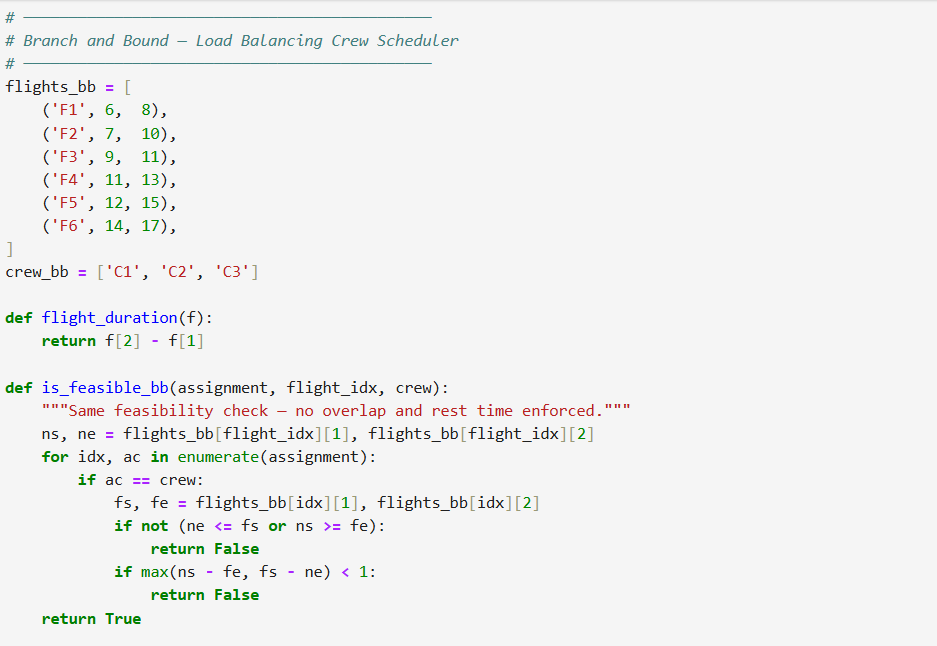 # ─────────────────────────────────────────────
# Branch and Bound — Load Balancing Crew Scheduler
# ─────────────────────────────────────────────
flights_bb = [
    ('F1', 6,  8),
    ('F2', 7,  10),
    ('F3', 9,  11),
    ('F4', 11, 13),
    ('F5', 12, 15),
    ('F6', 14, 17),
]
crew_bb = ['C1', 'C2', 'C3']

def flight_duration(f):
    return f[2] - f[1]

def is_feasible_bb(assignment, flight_idx, crew):
    """Same feasibility check — no overlap and rest time enforced."""
    ns, ne = flights_bb[flight_idx][1], flights_bb[flight_idx][2]
    for idx, ac in enumerate(assignment):
        if ac == crew:
            fs, fe = flights_bb[idx][1], flights_bb[idx][2]
            if not (ne <= fs or ns >= fe):
                return False
            if max(ns - fe, fs - ne) < 1:
                return False
    return True